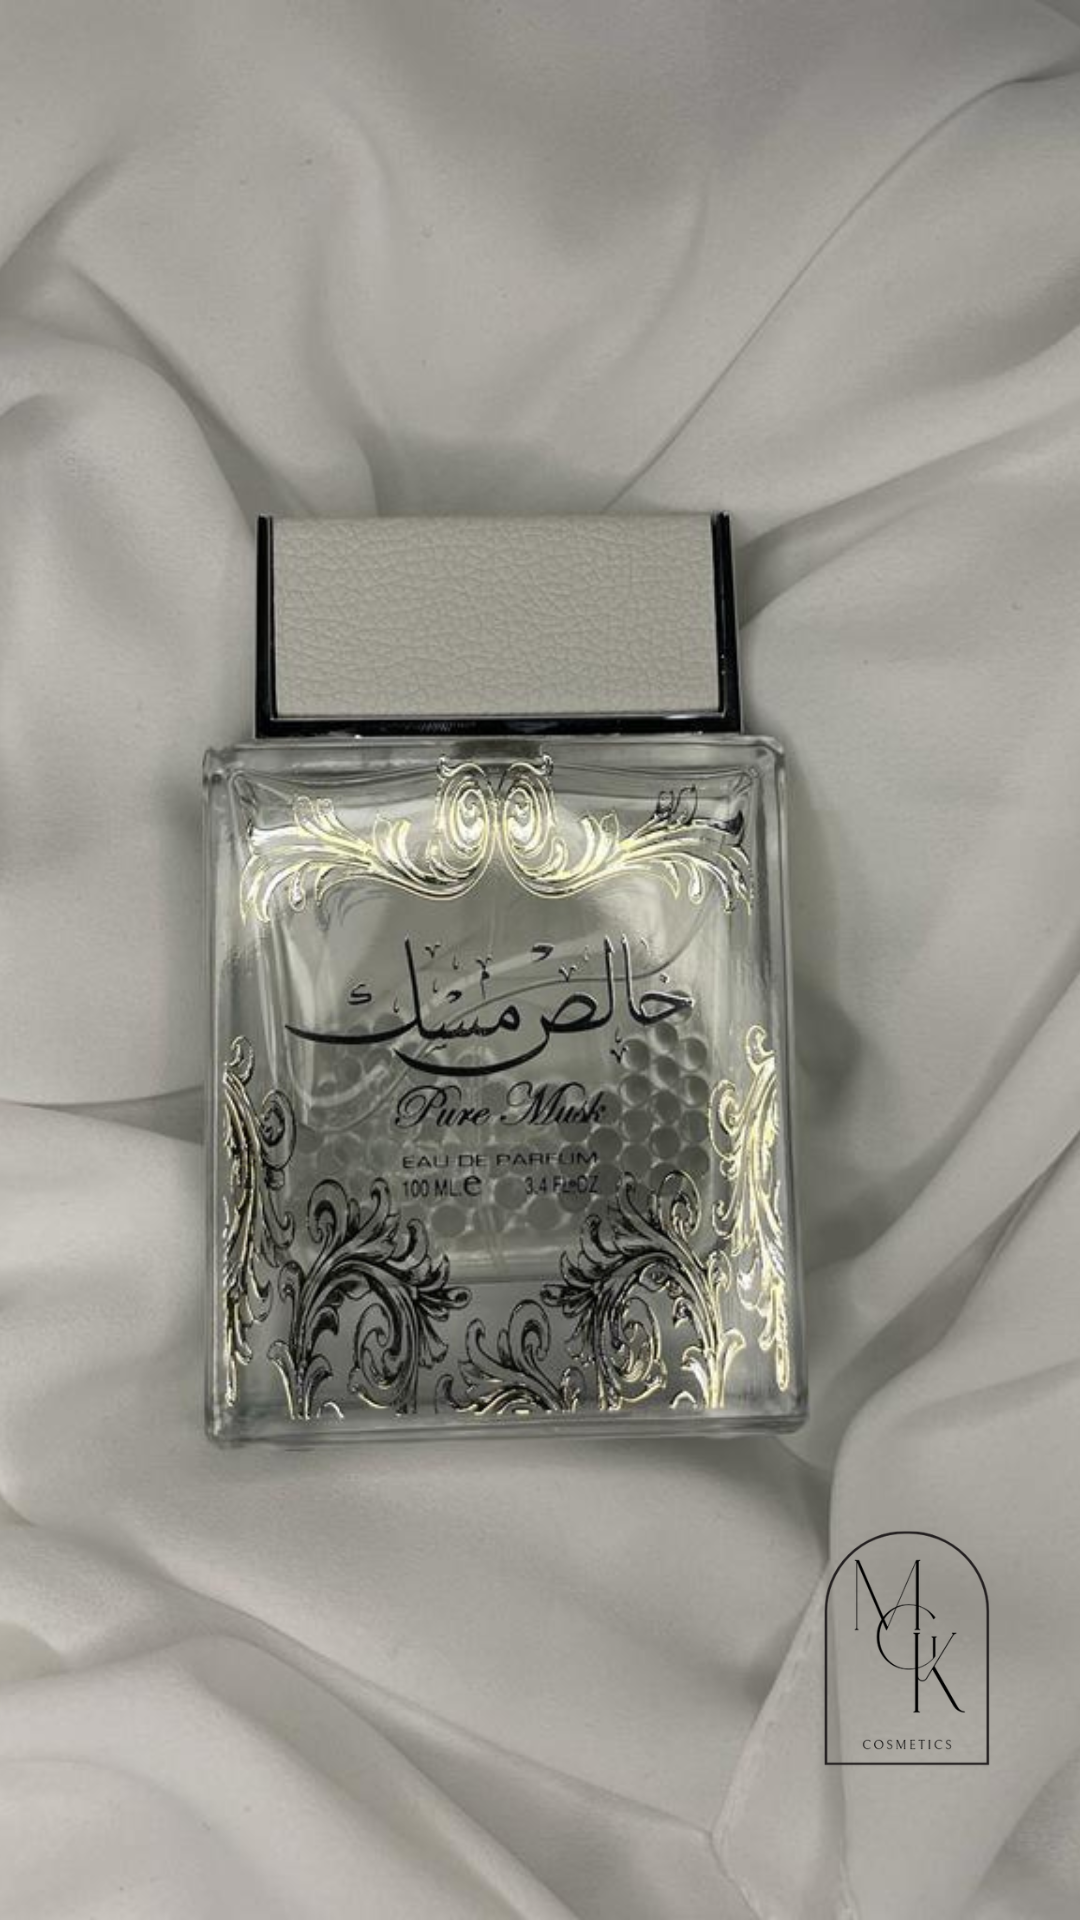 خالص مسك
Pure Musk
EAU DE PARFUM
100 ML.e 3.4 FL.OZ
MCK
COSMETICS